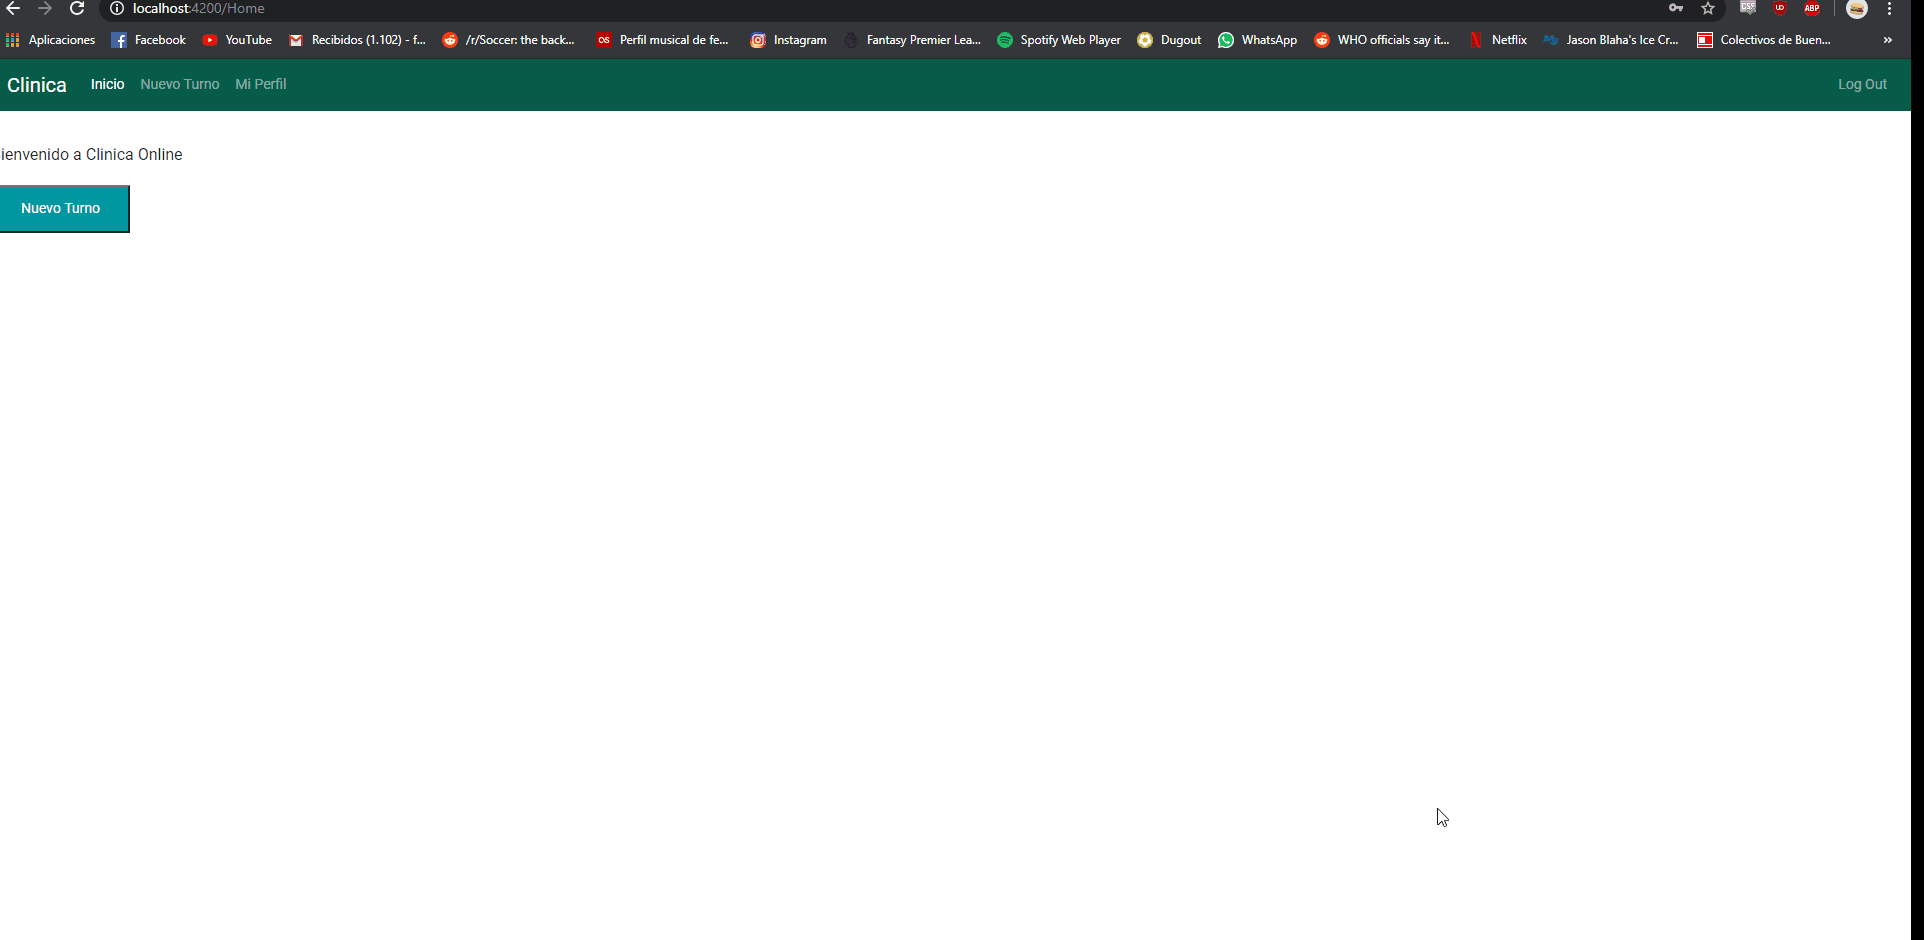 localhost:4200/Home
Aplicaciones Facebook YouTube Recibidos (1.102) - f... /r/Soccer: the back... Perfil musical de fe... Instagram Fantasy Premier Lea... Spotify Web Player Dugout WhatsApp WHO officials say it... Netflix Jason Blaha's Ice Cr... Colectivos de Buen... »
Clinica Inicio Nuevo Turno Mi Perfil Log Out
ienvenido a Clinica Online
Nuevo Turno